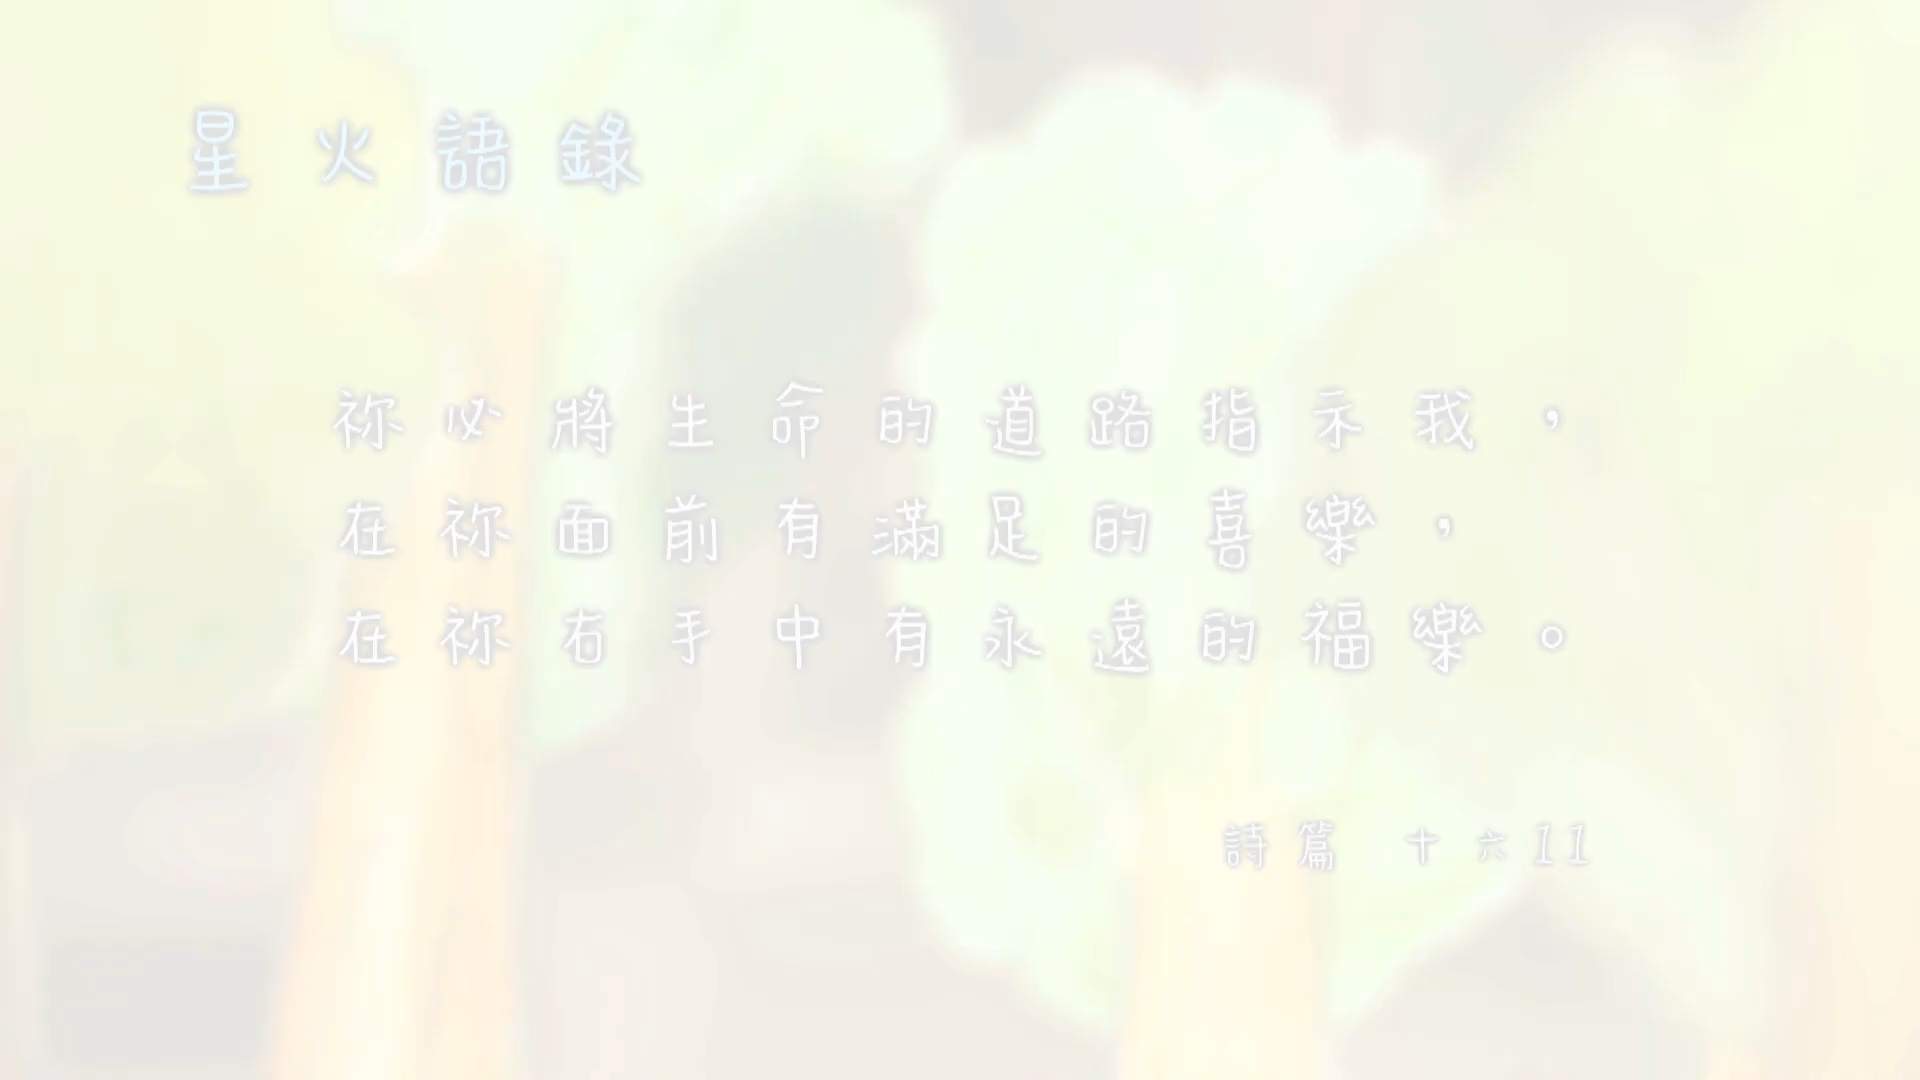 星火語錄
祢必將生命的道路指示我，
在祢面前有滿足的喜樂，
在祢右手中有永遠的福樂。
詩篇 十六11